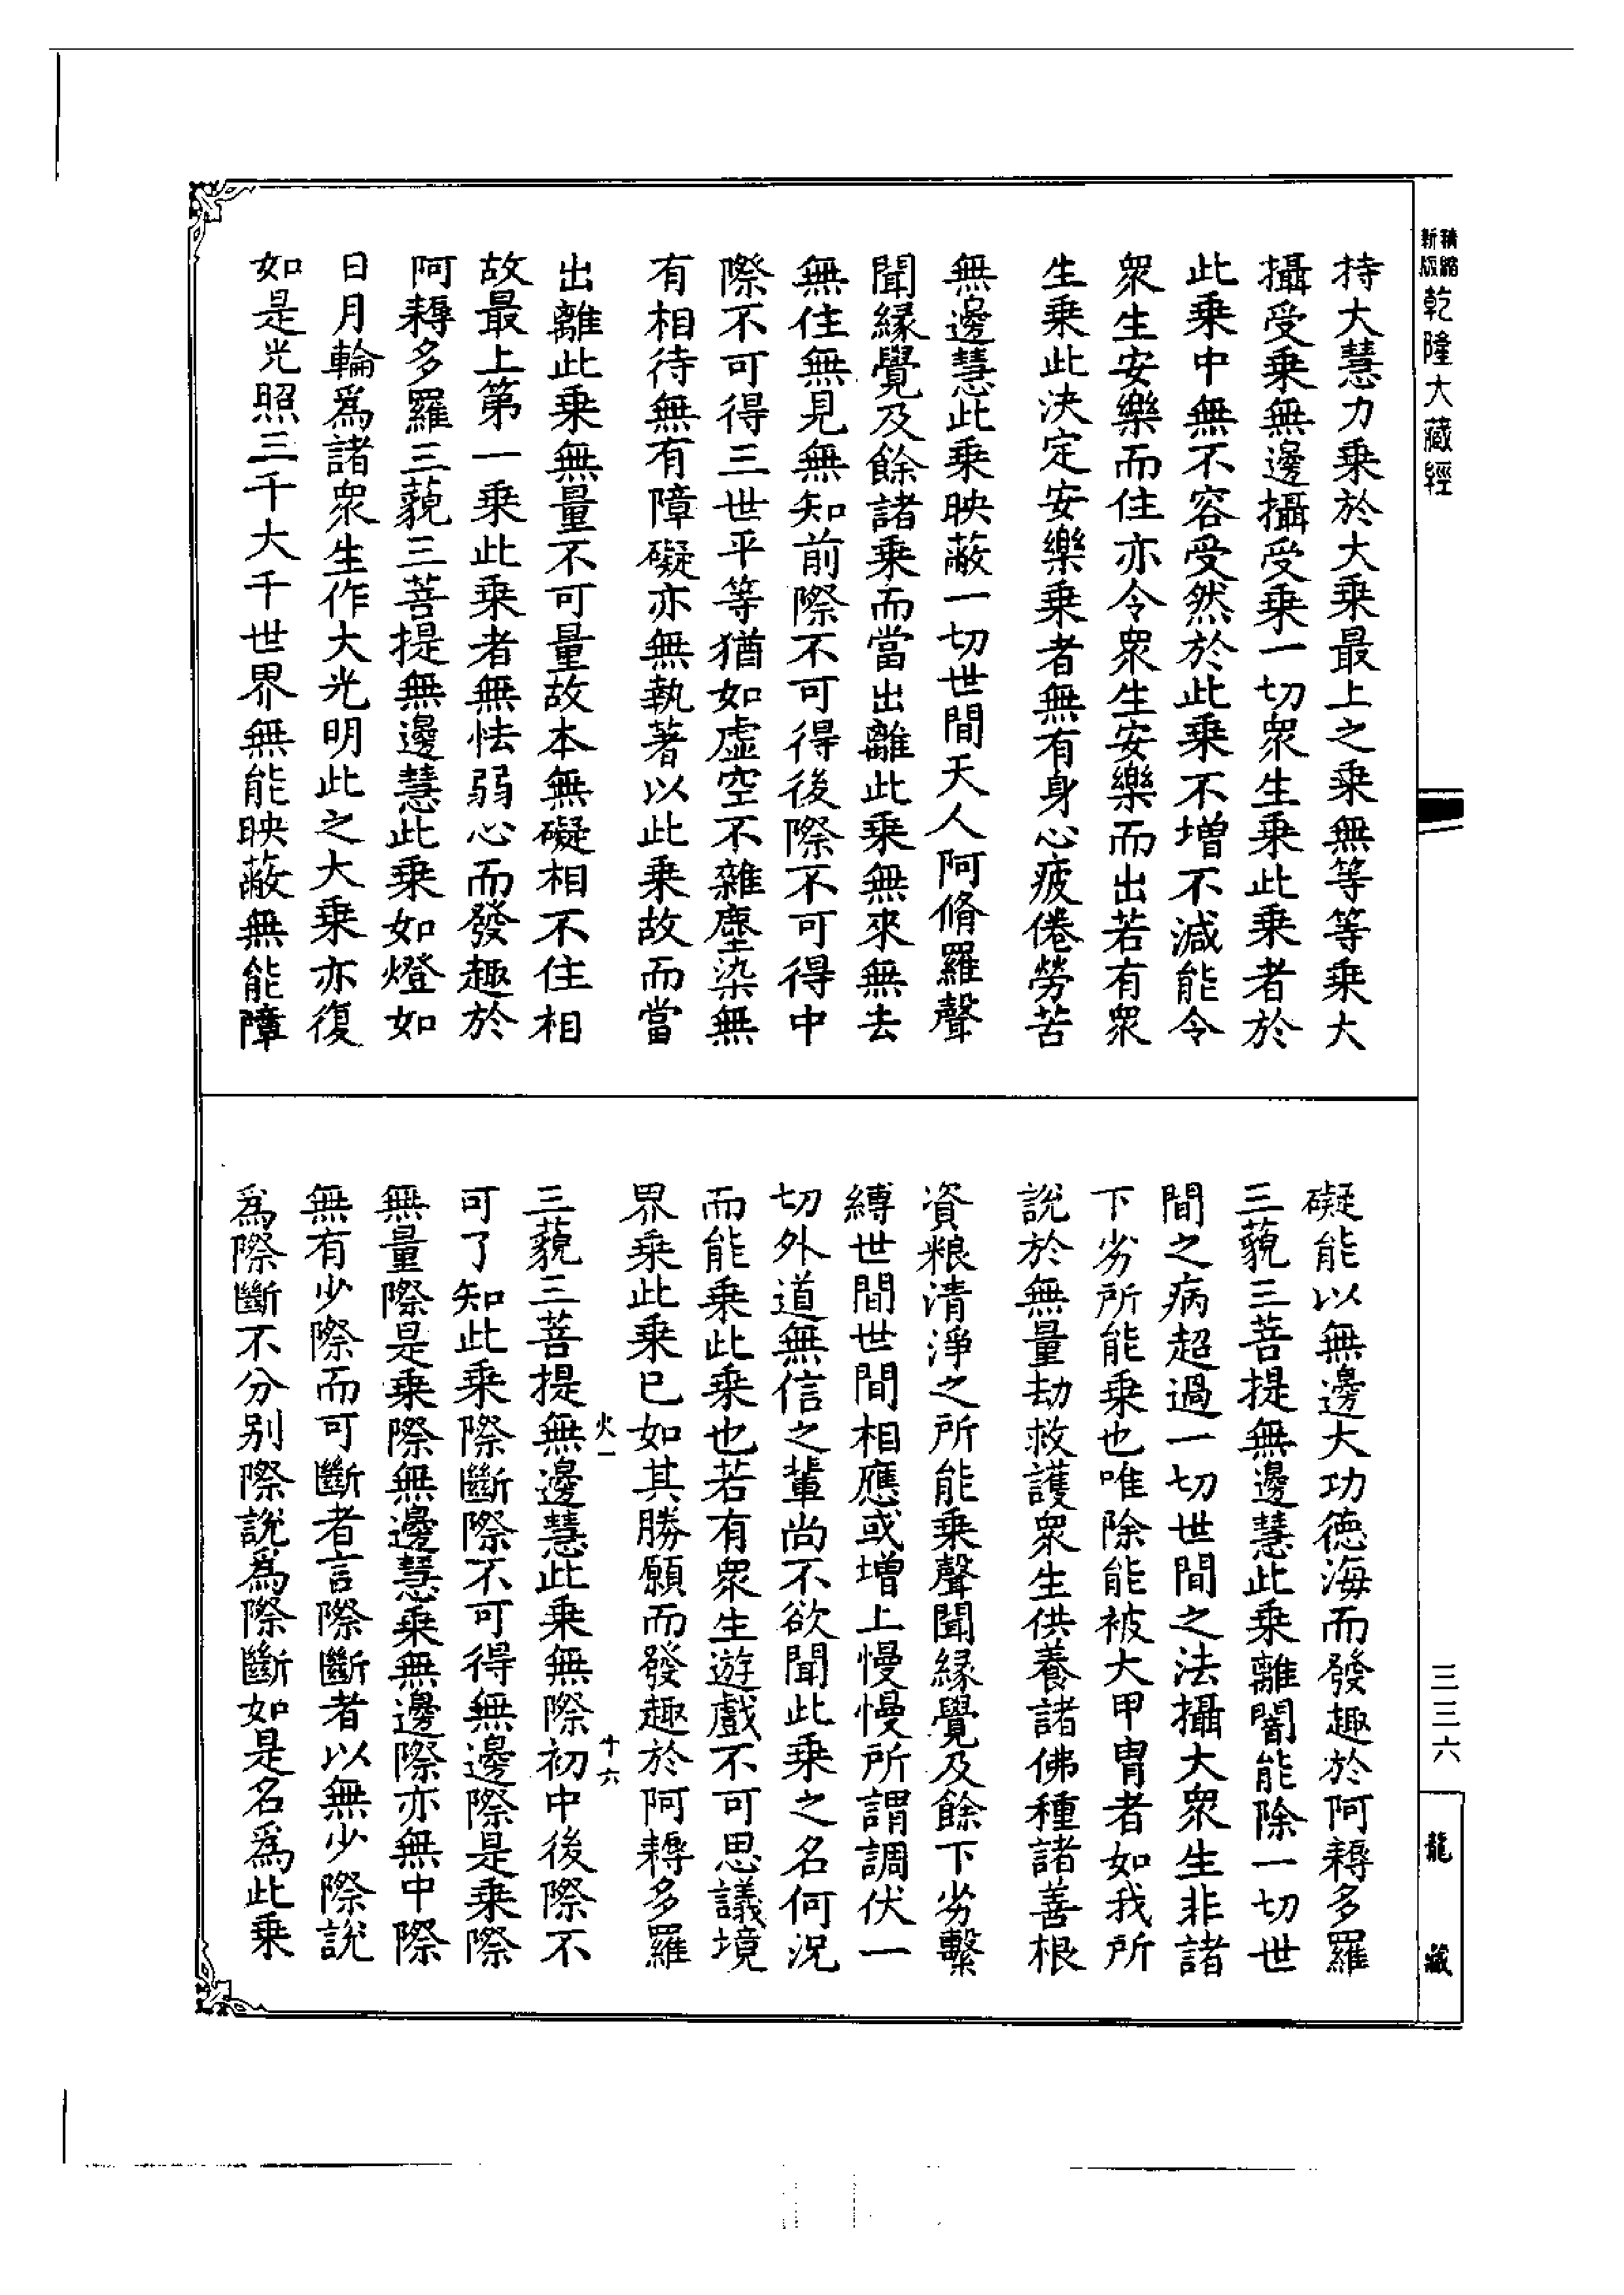 精縮新版乾隆大藏經
持大慧力乘於大乘最上之乘無等等乘大
攝受乘無邊攝受乘一切衆生乘此乘者於
此乘中無不容受然於此乘不增不減能令
衆生安樂而住亦令衆生安樂而出若有衆
生乘此決定安樂乘者無有身心疲倦勞苦
無邊慧此乘映蔽一切世間天人阿脩羅聲
聞緣覺及餘諸乘而當出離此乘無來無去
無住無見無知前際不可得後際不可得中
際不可得三世平等猶如虛空不雜塵染無
有相待無有障礙亦無執著以此乘故而當
出離此乘無量不可量故本無礙相不住相
故最上第一乘此乘者無怯弱心而發趣於
阿耨多羅三藐三菩提無邊慧此乘如燈如
日月輪爲諸衆生作大光明此之大乘亦復
如是光照三千大千世界無能映蔽無能障
礙能以無邊大功德海而發趣於阿耨多羅
三藐三菩提無邊慧此乘離闇能除一切世
間之病超過一切世間之法攝大衆生非諸
下劣所能乘也唯除能被大甲冑者如我所
說於無量劫救護衆生供養諸佛種諸善根
資粮清淨之所能乘聲聞緣覺及餘下劣繫
縛世間世間相應或增上慢慢所謂調伏一
切外道無信之輩尚不欲聞此乘之名何況
而能乘此乘也若有衆生遊戲不可思議境
界乘此乘已如其勝願而發趣於阿耨多羅
火一 十六
三藐三菩提無邊慧此乘無際初中後際不
可了知此乘際斷際不可得無邊際是乘際
無量際是乘際無邊慧乘無邊際亦無中際
無有少際而可斷者言際斷者以無少際說
爲際斷不分別際說爲際斷如是名爲此乘
三三六
龍藏